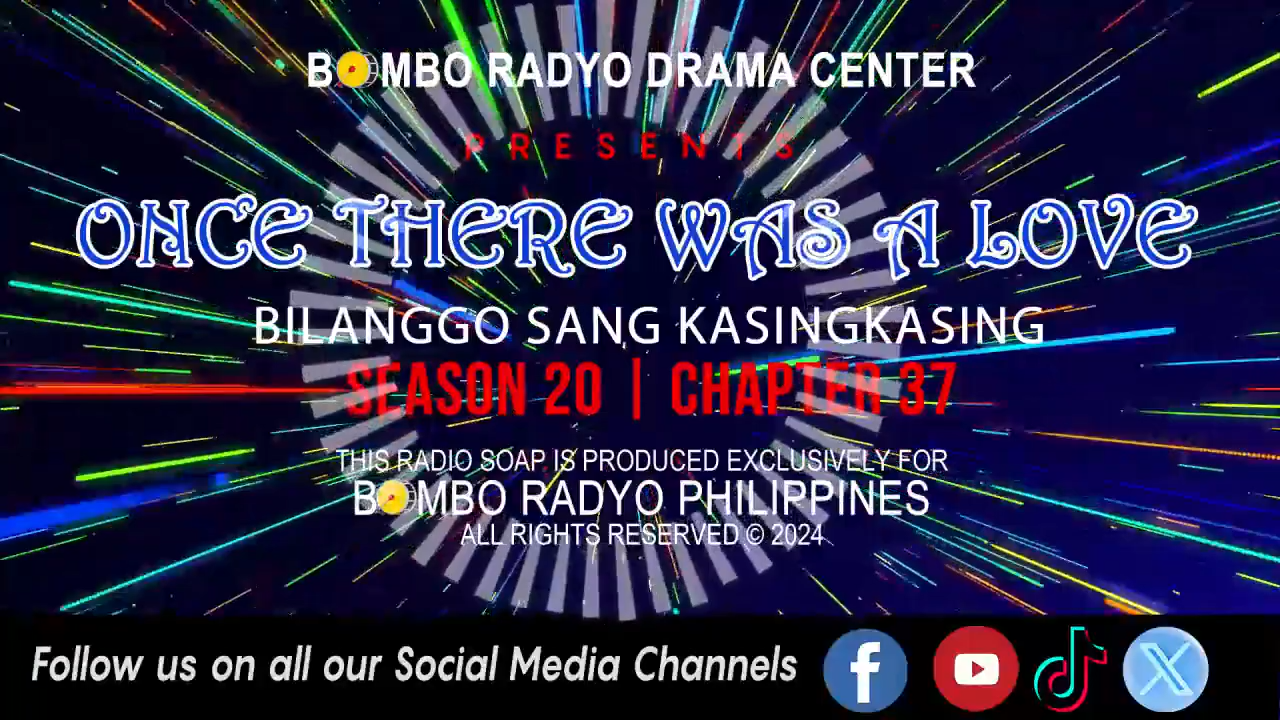 BOMBO RADYO DRAMA CENTER
PRESENTS
ONCE THERE WAS A LOVE
BILANGGO SANG KASINGKASING
SEASON 20 | CHAPTER 37
THIS RADIO SOAP IS PRODUCED EXCLUSIVELY FOR
BOMBO RADYO PHILIPPINES
ALL RIGHTS RESERVED © 2024
Follow us on all our Social Media Channels